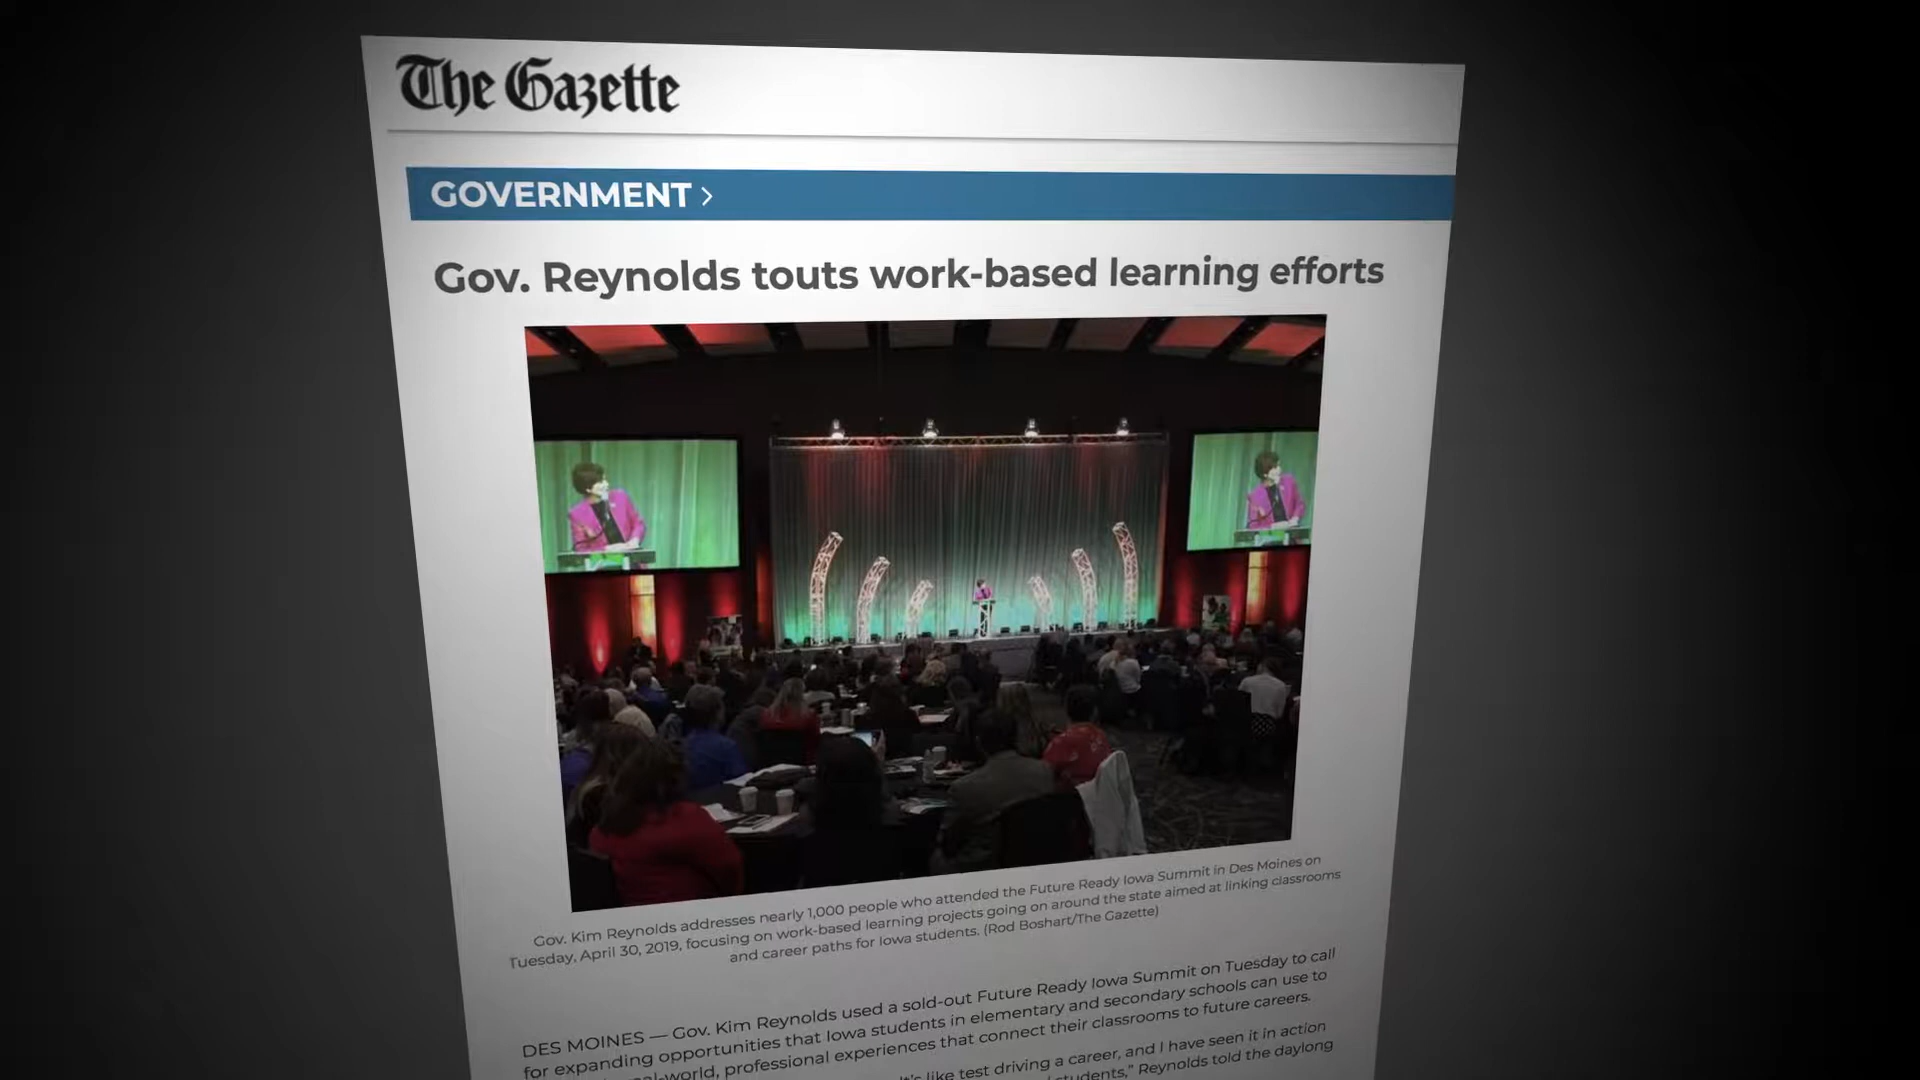 The Gazette
GOVERNMENT >
Gov. Reynolds touts work-based learning efforts
Gov. Kim Reynolds addresses nearly 1,000 people who attended the Future Ready Iowa Summit in Des Moines on
Tuesday, April 30, 2019, focusing on work-based learning projects going on around the state aimed at linking classrooms
and career paths for Iowa students. (Rod Boshart/The Gazette)
DES MOINES — Gov. Kim Reynolds used a sold-out Future Ready Iowa Summit on Tuesday to call
for expanding opportunities that Iowa students in elementary and secondary schools can use to
professional experiences that connect their classrooms to future careers.
like test driving a career, and I have seen it in action
Reynolds told the daylong